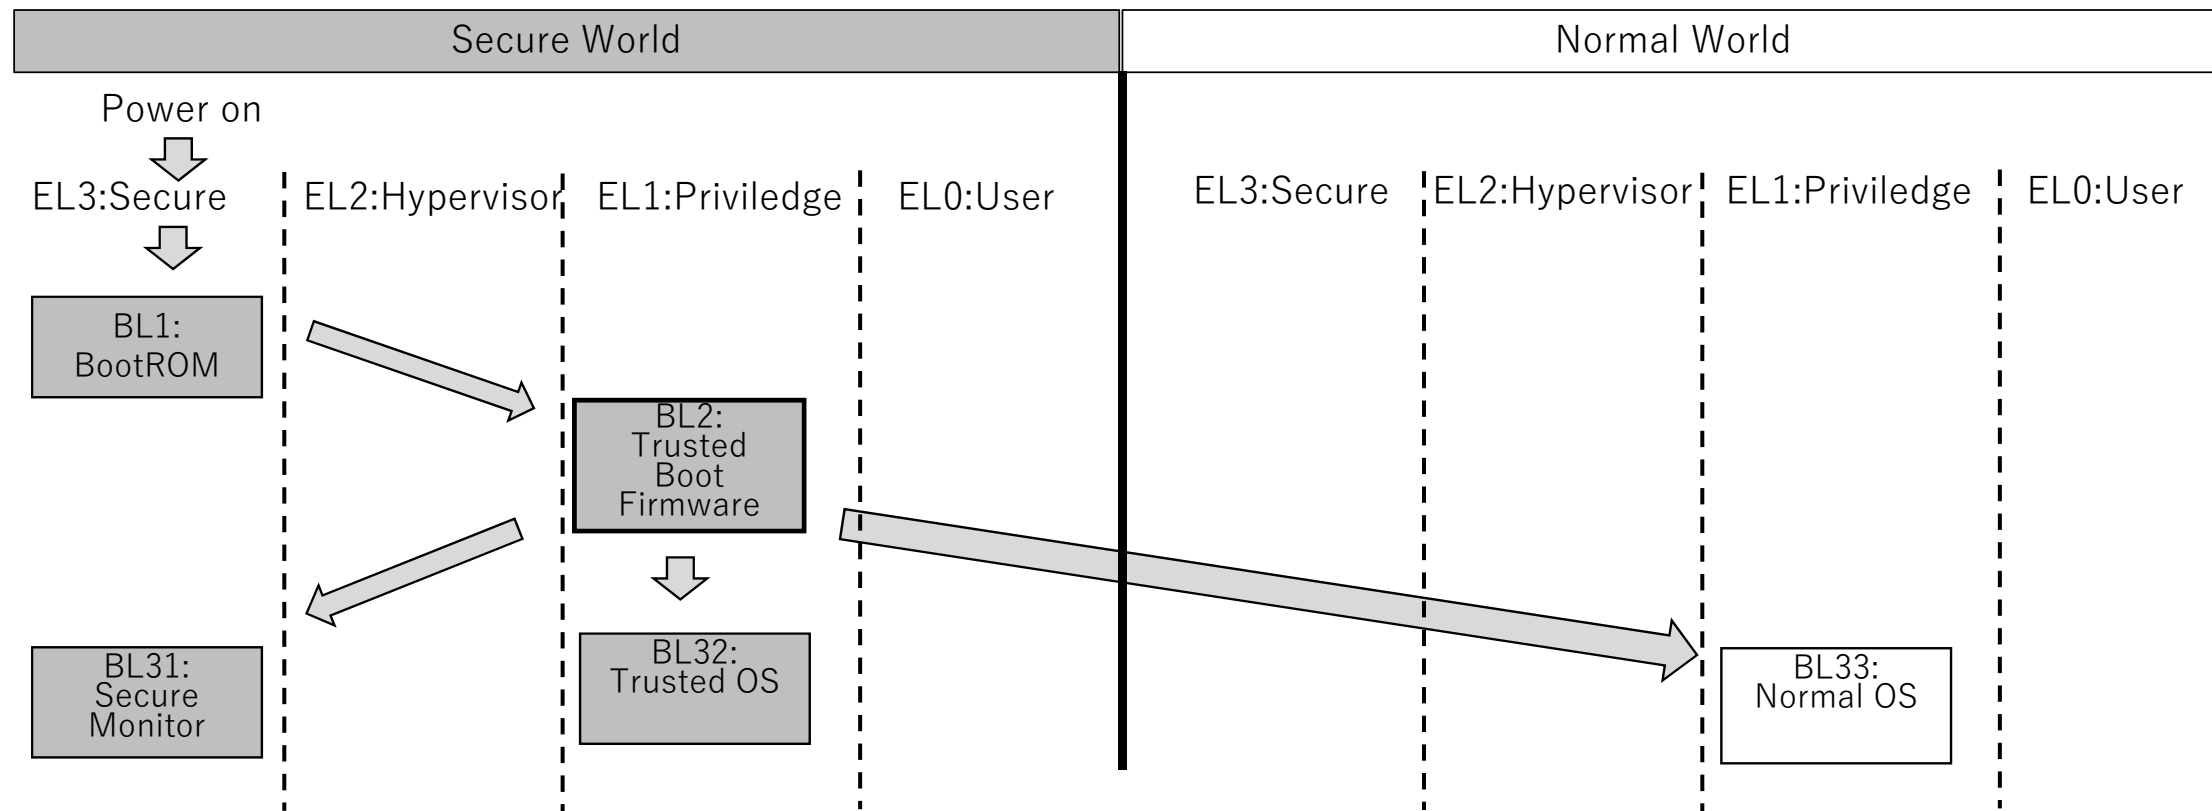 Secure World
Normal World
Power on
EL3:Secure
EL2:Hypervisor
EL1:Priviledge
EL0:User
EL3:Secure
EL2:Hypervisor
EL1:Priviledge
EL0:User
BL1:
BootROM
BL2:
Trusted
Boot
Firmware
BL31:
Secure
Monitor
BL32:
Trusted OS
BL33:
Normal OS